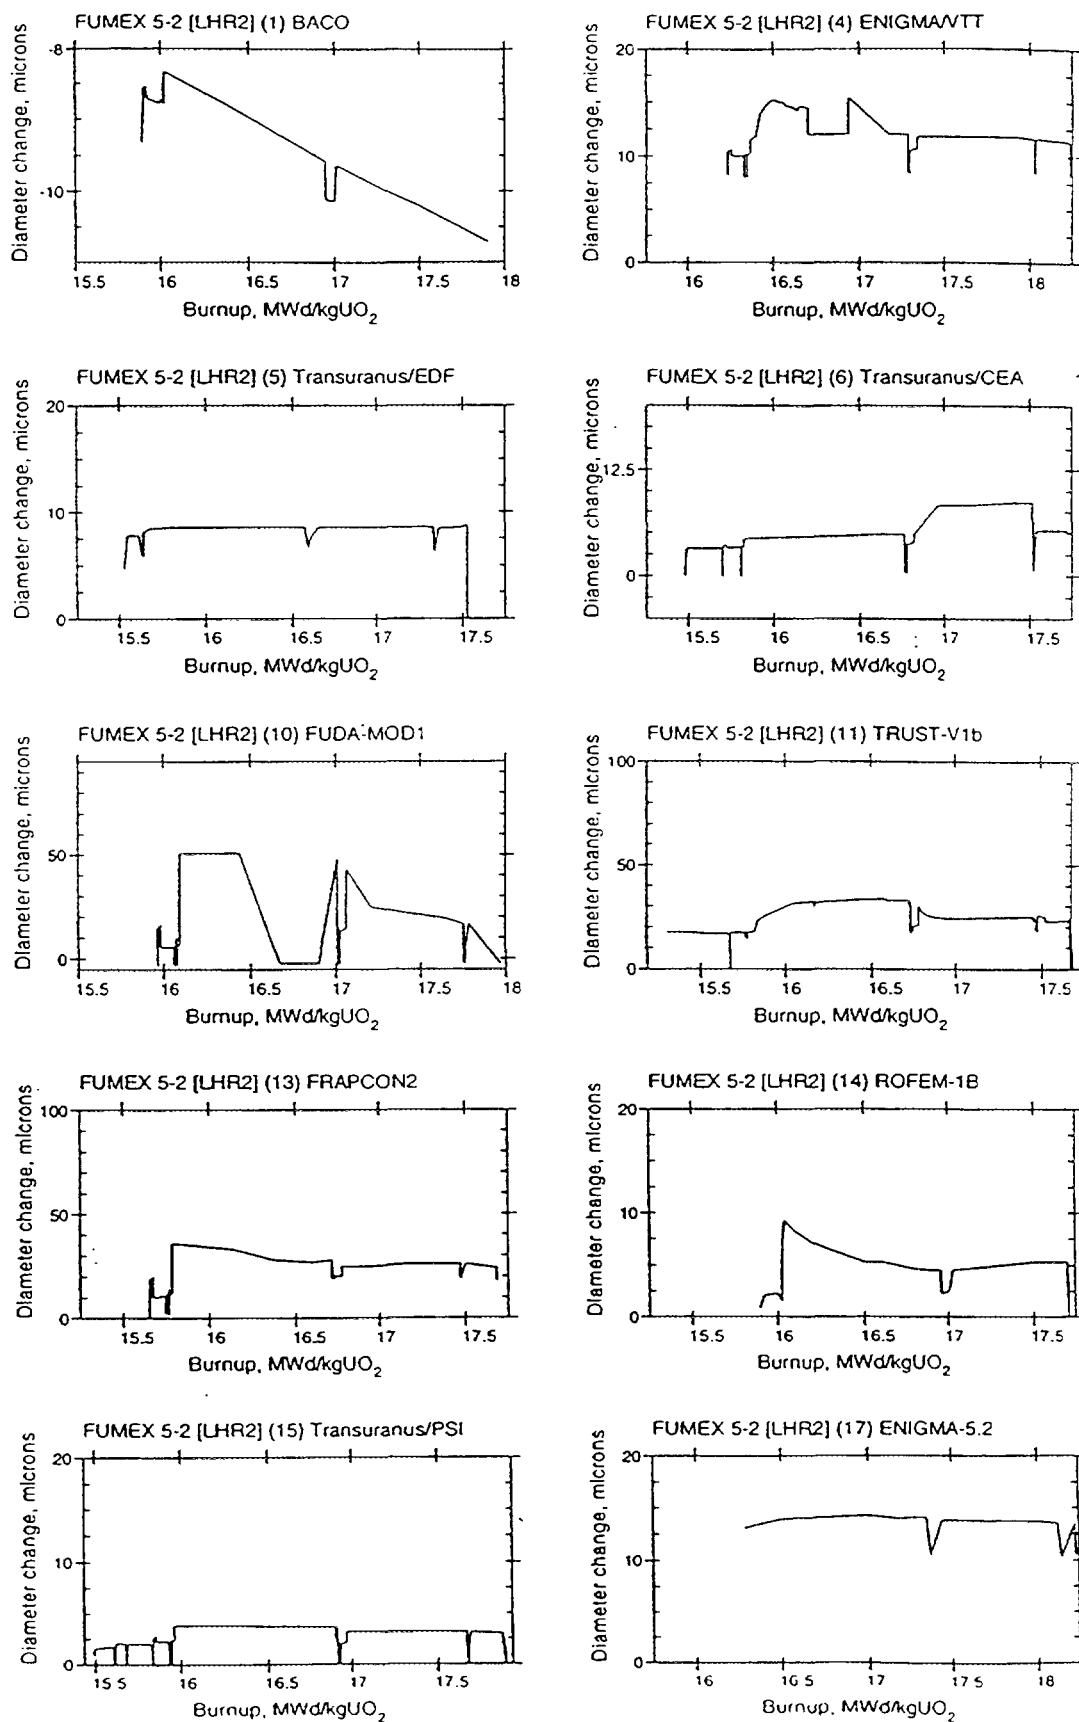 FUMEX 5-2 [LHR2] (1) BACO
Diameter change, microns
-8
-10
15.5 16 16.5 17 17.5 18
Burnup, MWd/kgUO2
FUMEX 5-2 [LHR2] (4) ENIGMA/VTT
Diameter change, microns
20
10
0
16 16.5 17 17.5 18
Burnup, MWd/kgUO2
FUMEX 5-2 [LHR2] (5) Transuranus/EDF
Diameter change, microns
20
10
0
15.5 16 16.5 17 17.5
Burnup, MWd/kgUO2
FUMEX 5-2 [LHR2] (6) Transuranus/CEA
Diameter change, microns
12.5
0
15.5 16 16.5 17 17.5
Burnup, MWd/kgUO2
FUMEX 5-2 [LHR2] (10) FUDA-MOD1
Diameter change, microns
50
0
15.5 16 16.5 17 17.5 18
Burnup, MWd/kgUO2
FUMEX 5-2 [LHR2] (11) TRUST-V1b
Diameter change, microns
100
50
0
15.5 16 16.5 17 17.5
Burnup, MWd/kgUO2
FUMEX 5-2 [LHR2] (13) FRAPCON2
Diameter change, microns
100
50
0
15.5 16 16.5 17 17.5
Burnup, MWd/kgUO2
FUMEX 5-2 [LHR2] (14) ROFEM-1B
Diameter change, microns
20
10
0
15.5 16 16.5 17 17.5
Burnup, MWd/kgUO2
FUMEX 5-2 [LHR2] (15) Transuranus/PSI
Diameter change, microns
20
10
0
15.5 16 16.5 17 17.5
Burnup, MWd/kgUO2
FUMEX 5-2 [LHR2] (17) ENIGMA-5.2
Diameter change, microns
20
10
0
16 16.5 17 17.5 18
Burnup, MWd/kgUO2